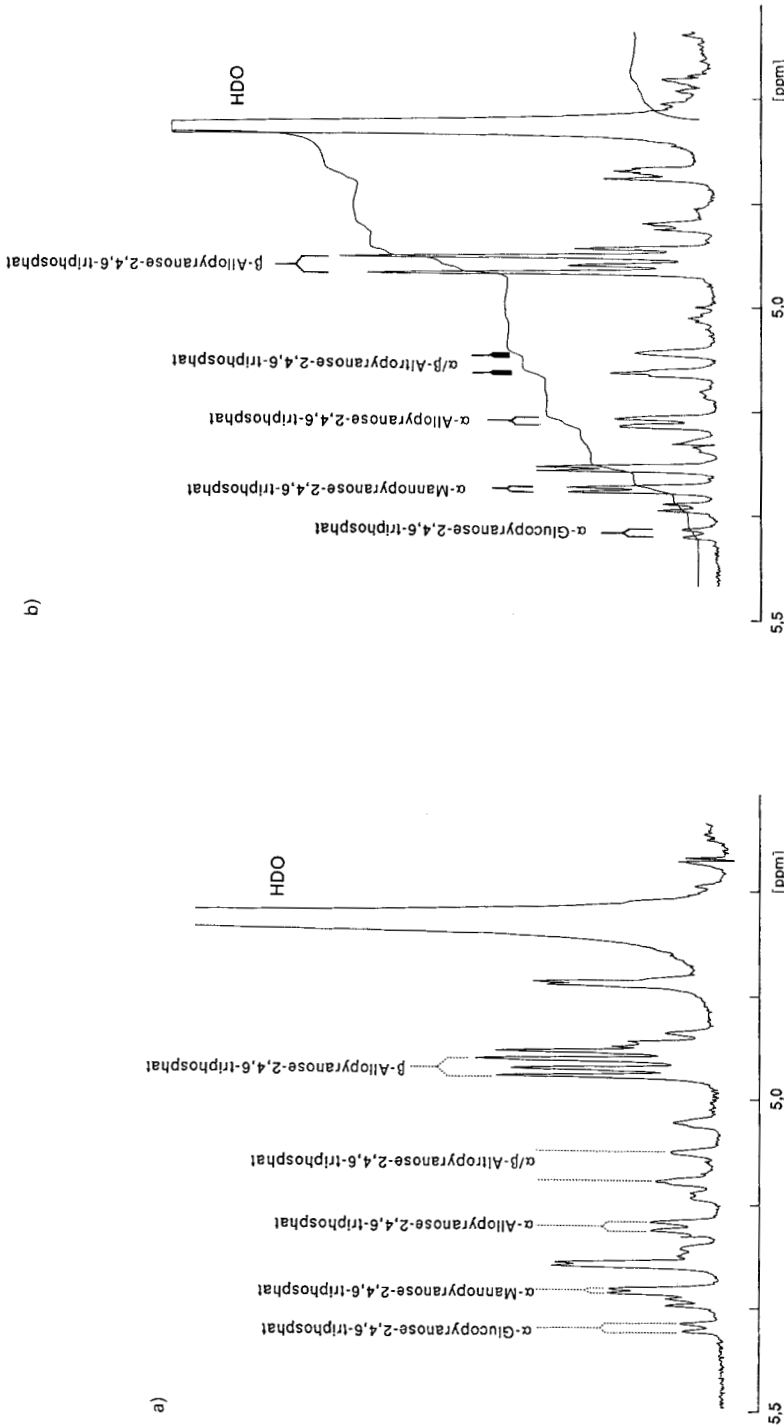 a)
α-Glucopyranose-2,4,6-triphosphat
α-Mannopyranose-2,4,6-triphosphat
α-Allopyranose-2,4,6-triphosphat
α/β-Altropyranose-2,4,6-triphosphat
β-Allopyranose-2,4,6-triphosphat
HDO
5,5
5,0
[ppm]
b)
α-Glucopyranose-2,4,6-triphosphat
α-Mannopyranose-2,4,6-triphosphat
α-Allopyranose-2,4,6-triphosphat
α/β-Altropyranose-2,4,6-triphosphat
β-Allopyranose-2,4,6-triphosphat
HDO
5.5
5.0
[ppm]